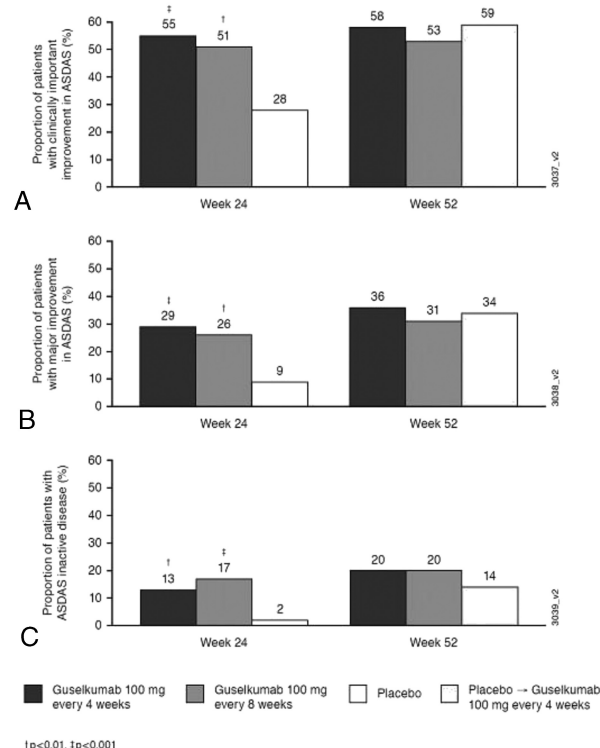 Proportion of patients
with clinically important
improvement in ASDAS (%)
60
50
40
30
20
10
0
‡
55
†
51
28
58
53
59
Week 24
Week 52
3037_v2
A
Proportion of patients
with major improvement
in ASDAS (%)
60
50
40
30
20
10
0
‡
29
†
26
9
36
31
34
Week 24
Week 52
3038_v2
B
Proportion of patients with
ASDAS inactive disease (%)
60
50
40
30
20
10
0
†
13
‡
17
2
20
20
14
Week 24
Week 52
3039_v2
C
Guselkumab 100 mg
every 4 weeks
Guselkumab 100 mg
every 8 weeks
Placebo
Placebo → Guselkumab
100 mg every 4 weeks
†p<0.01, ‡p<0.001